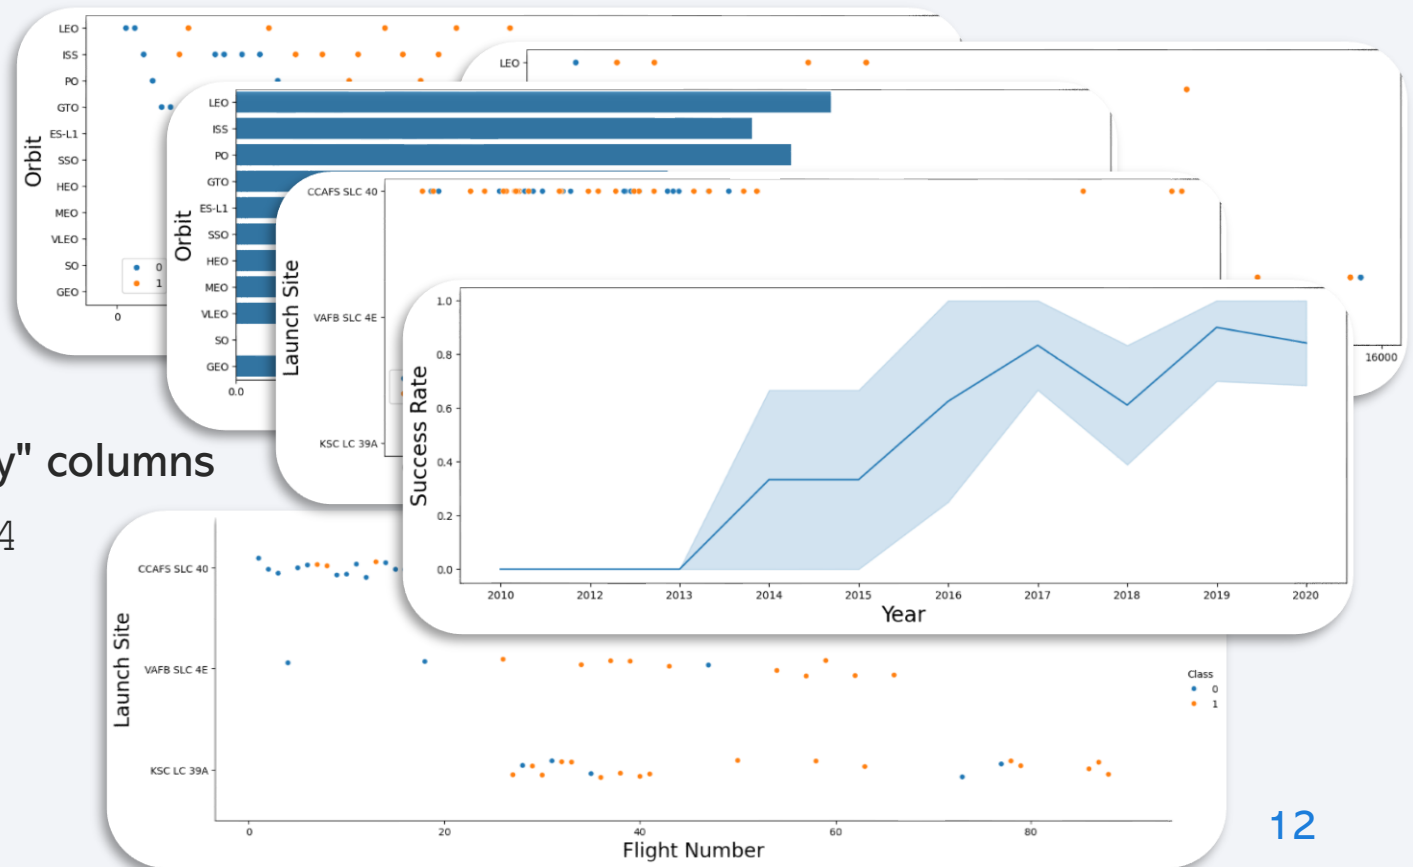 LEO
ISS
PO
GTO
ES-L1
SSO
HEO
MEO
VLEO
SO
GEO
Orbit
0
1
0
LEO
16000
LEO
ISS
PO
GTO
ES-L1
SSO
HEO
MEO
VLEO
SO
GEO
Orbit
0.0
CCAFS SLC 40
VAFB SLC 4E
KSC LC 39A
Launch Site
1.0
0.8
0.6
0.4
0.2
0.0
Success Rate
2010 2012 2013 2014 2015 2016 2017 2018 2019 2020
Year
y" columns
4
CCAFS SLC 40
VAFB SLC 4E
KSC LC 39A
Launch Site
0 20 40 60 80
Flight Number
Class
0
1
12